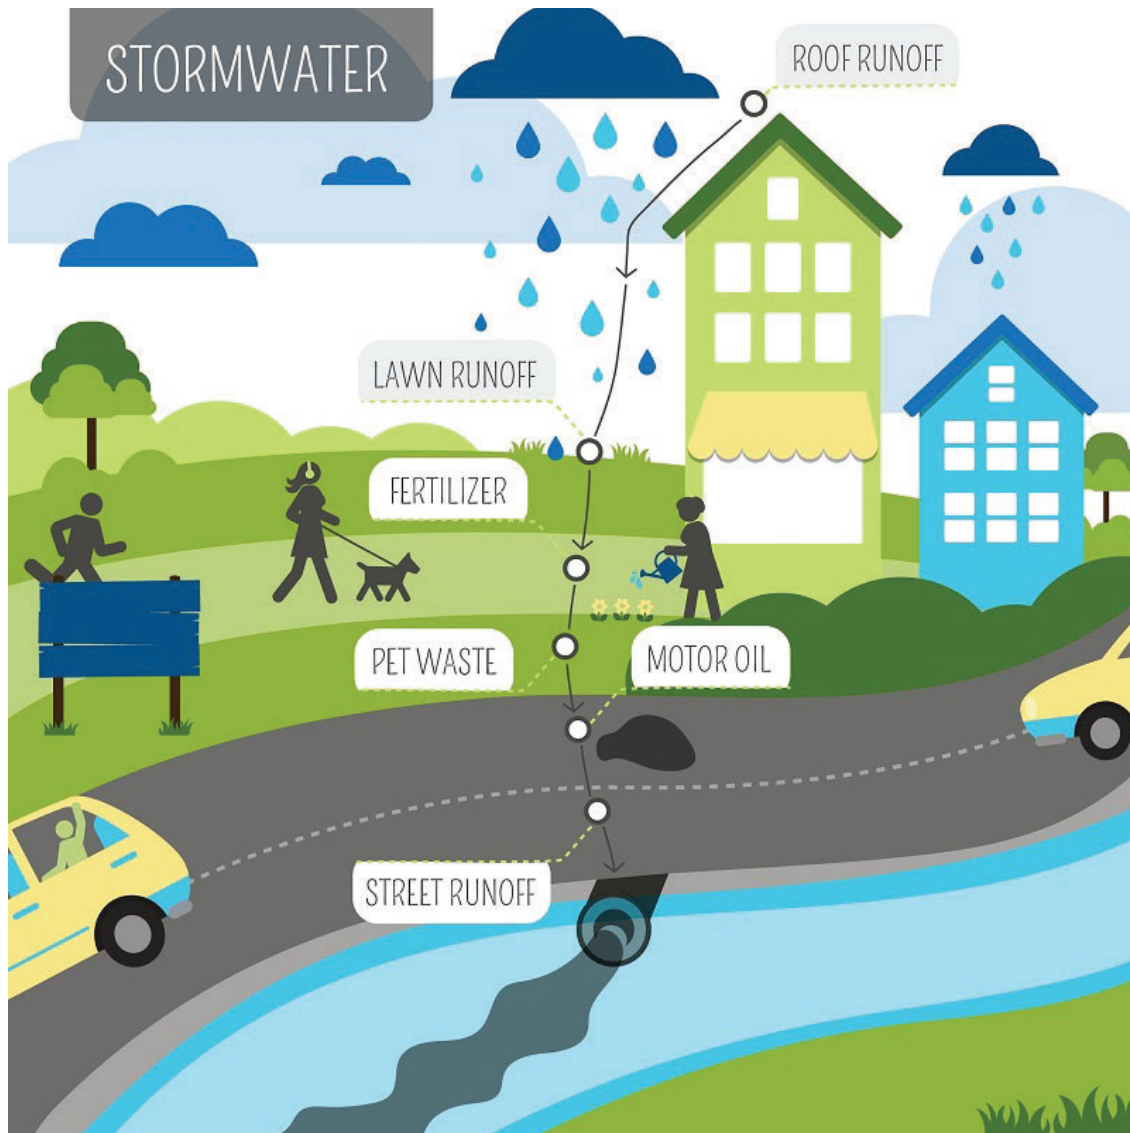 STORMWATER
ROOF RUNOFF
LAWN RUNOFF
FERTILIZER
PET WASTE
MOTOR OIL
STREET RUNOFF